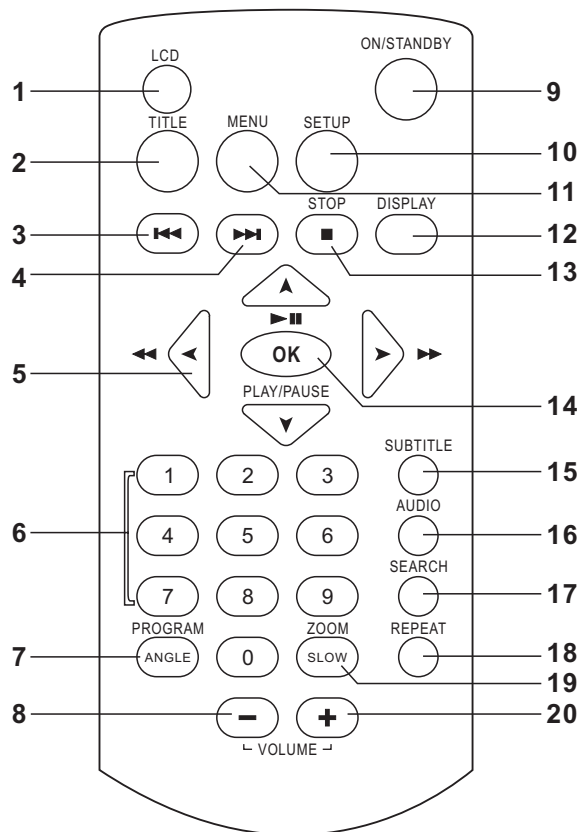 LCD
ON/STANDBY
1
9
TITLE
MENU
SETUP
2
10
11
STOP
DISPLAY
3
4
12
13
OK
5
14
PLAY/PAUSE
SUBTITLE
1
2
3
15
AUDIO
6
4
5
6
16
SEARCH
7
8
9
17
PROGRAM
ZOOM
REPEAT
7
ANGLE
0
SLOW
18
19
8
−
+
20
VOLUME